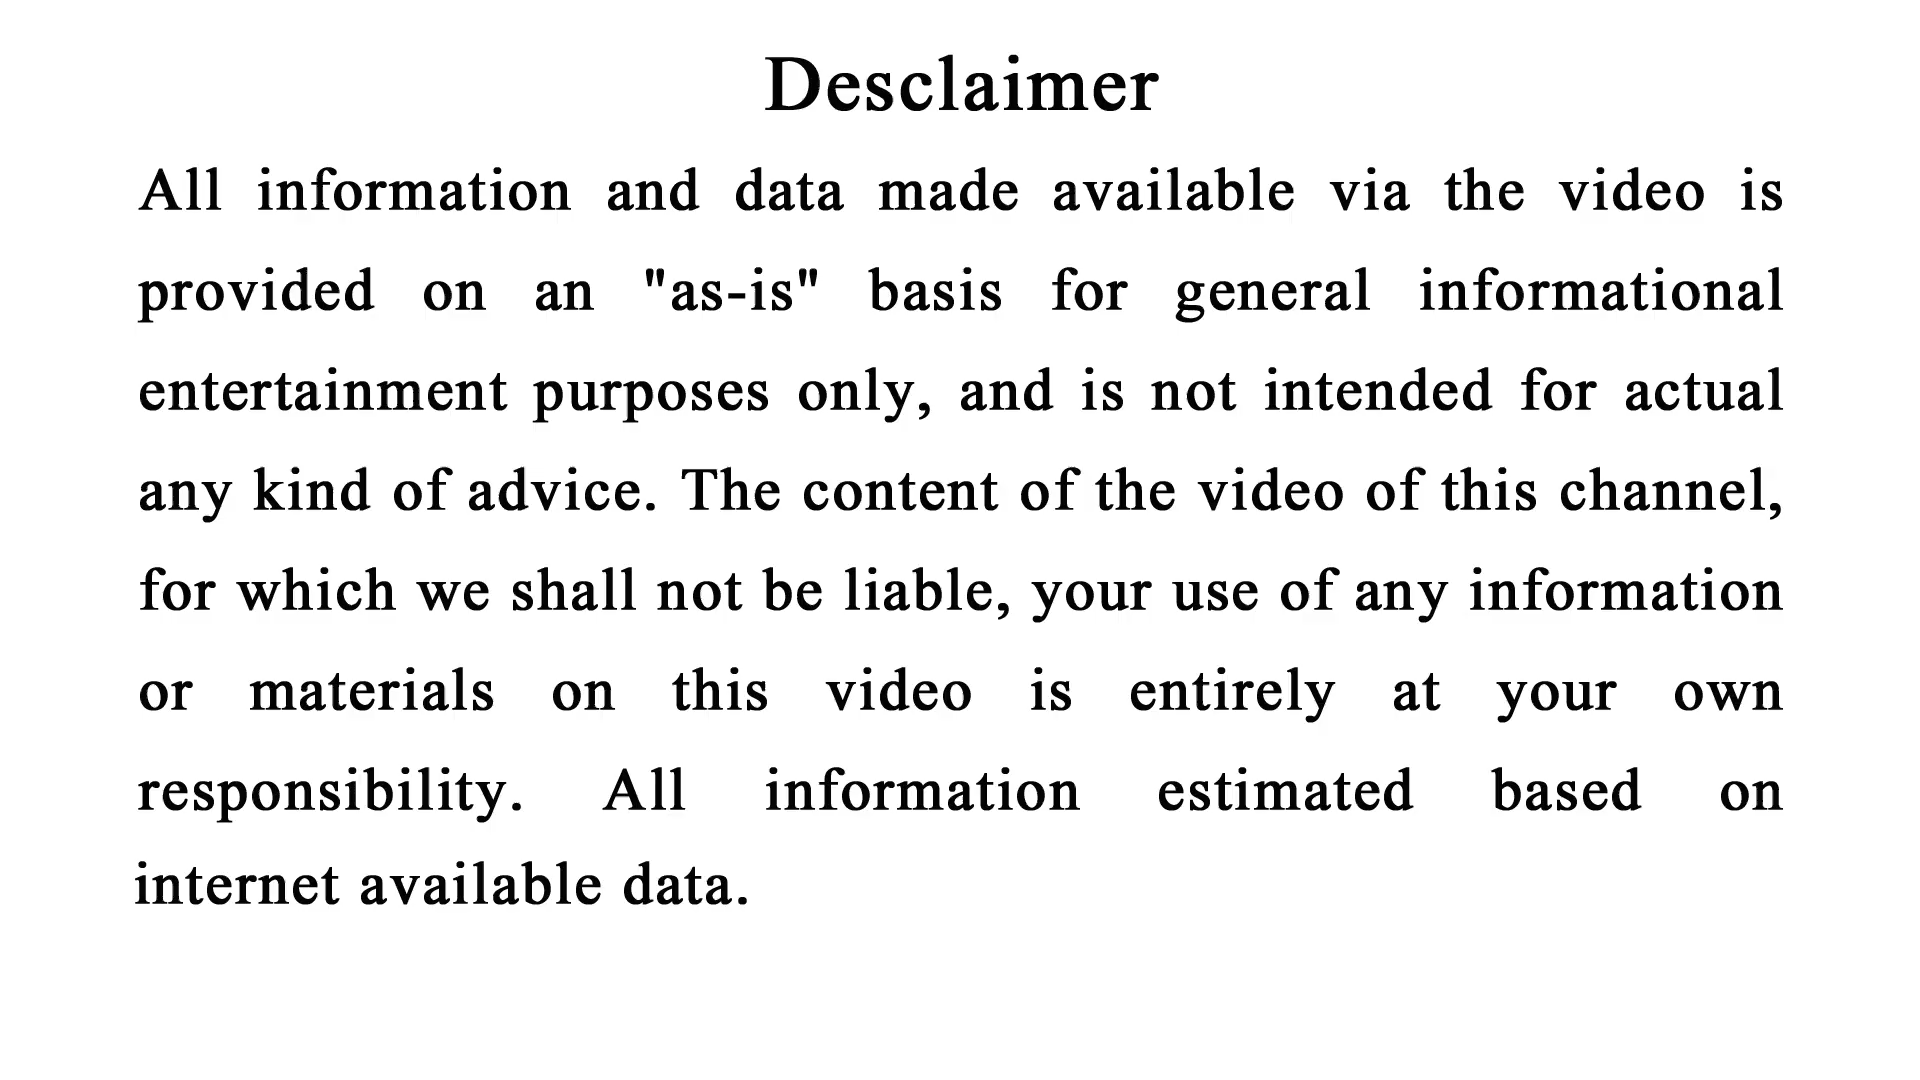 Desclaimer
All information and data made available via the video is
provided on an "as-is" basis for general informational
entertainment purposes only, and is not intended for actual
any kind of advice. The content of the video of this channel,
for which we shall not be liable, your use of any information
or materials on this video is entirely at your own
responsibility. All information estimated based on
internet available data.